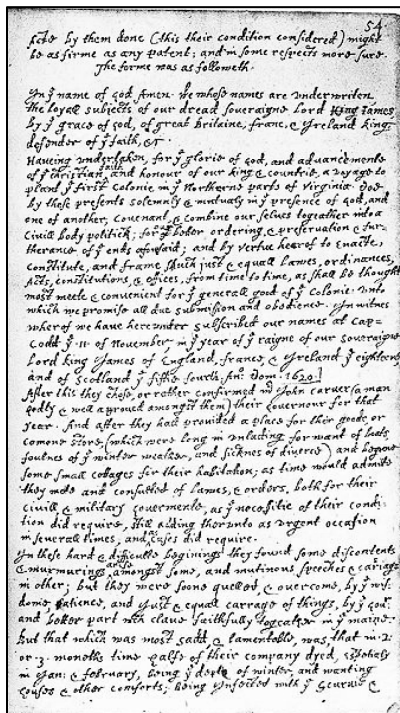 54
facte by them done (this their condition considered) might
be as firme as any patent; and in some respects more sure.
The forme was as followeth.
In yͤ name of god Amen. We whose names are underwriten,
the loyall subjects of our dread soveraigne Lord King James
by yͤ grace of god, of great Britaine, franc, & Ireland king,
defender of yͤ faith, &c
Haveing undertaken, for yͤ glorie of god, and advancemente
of yͤ christian faith and honour of our king & countrie, a voyage to
plant yͤ first colonie in yͤ Northerne parts of Virginia. Doe
by these presents solemnly & mutualy in yͤ presence of god, and
one of another, covenant, & combine our selves togeather into a
civill body politick; for our better ordering, & preservation & fur-
therance of yͤ ends aforesaid; and by vertue hearof to enacte,
constitute, and frame shuch just & equall lawes, ordinances,
Acts, constitutions, & offices, from time to time, as shall be thought
most meete & convenient for yͤ generall good of yͤ colonie: unto
which we promise all due submission and obedience. In witnes
wherof we have hereunder subscribed our names at Cap=
Codd yͤ ·11· of November, in yͤ year of yͤ raigne of our soveraigne
Lord king James of England, france, & Ireland yͤ eighteenth
and of Scotland yͤ fiftie fourth. Anͦ: Dom· 1620·|
After this they chose, or rather confirmed mͬ John Carver (a man
godly & well approved amongst them) their governour for that
year. And after they had provided a place for their goods, or
comone store, (which were long in unlading for want of boats,
foulnes of yͤ winter weather, and sicknes of diverce) and begune
some small cottages for their habitation; as time would admitte
they mette and consulted of lawes, & orders, both for their
civill, & military governmente, as yͤ necessitie of their condi-
tion did require, still adding therunto as urgent occasion
in severall times, and as cases did require.
In these hard & difficulte beginings they found some discontents
& murmurings arise amongst some, and mutinous speeches & cariags
in other; but they were soone quelled, & overcome, by yͤ wis-
dome, patience, and just & equall carrage of things, by yͤ govͬ
and better part wͨͪ clave faithfully togeather in yͤ maine.
But that which was most sadd, & lamentable, was, that in ·2·
or ·3· moneths time halfe of their company dyed, espetialy
in Jan: & february, being yͤ depth of winter, and wanting
houses & other comforts; being infected with yͤ scurvie &